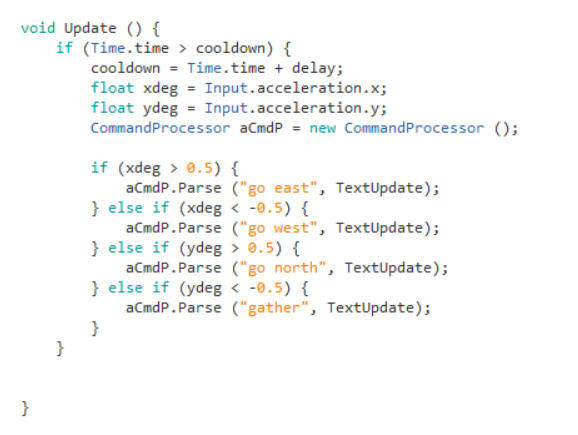 void Update () {
    if (Time.time > cooldown) {
        cooldown = Time.time + delay;
        float xdeg = Input.acceleration.x;
        float ydeg = Input.acceleration.y;
        CommandProcessor aCmdP = new CommandProcessor ();

        if (xdeg > 0.5) {
            aCmdP.Parse ("go east", TextUpdate);
        } else if (xdeg < -0.5) {
            aCmdP.Parse ("go west", TextUpdate);
        } else if (ydeg > 0.5) {
            aCmdP.Parse ("go north", TextUpdate);
        } else if (ydeg < -0.5) {
            aCmdP.Parse ("gather", TextUpdate);
        }
    }


}